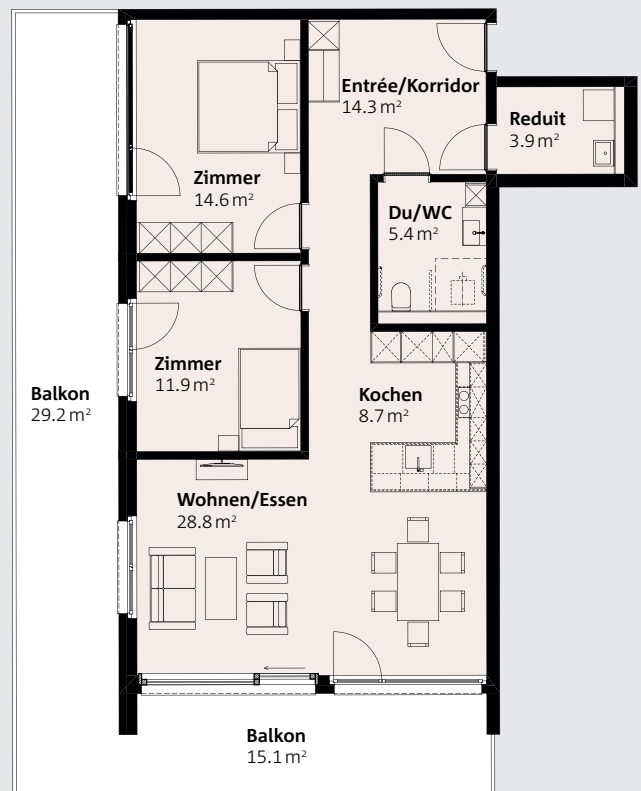 Entrée/Korridor
14.3 m²
Reduit
3.9 m²
Zimmer
14.6 m²
Du/WC
5.4 m²
Zimmer
11.9 m²
Balkon
29.2 m²
Kochen
8.7 m²
Wohnen/Essen
28.8 m²
Balkon
15.1 m²